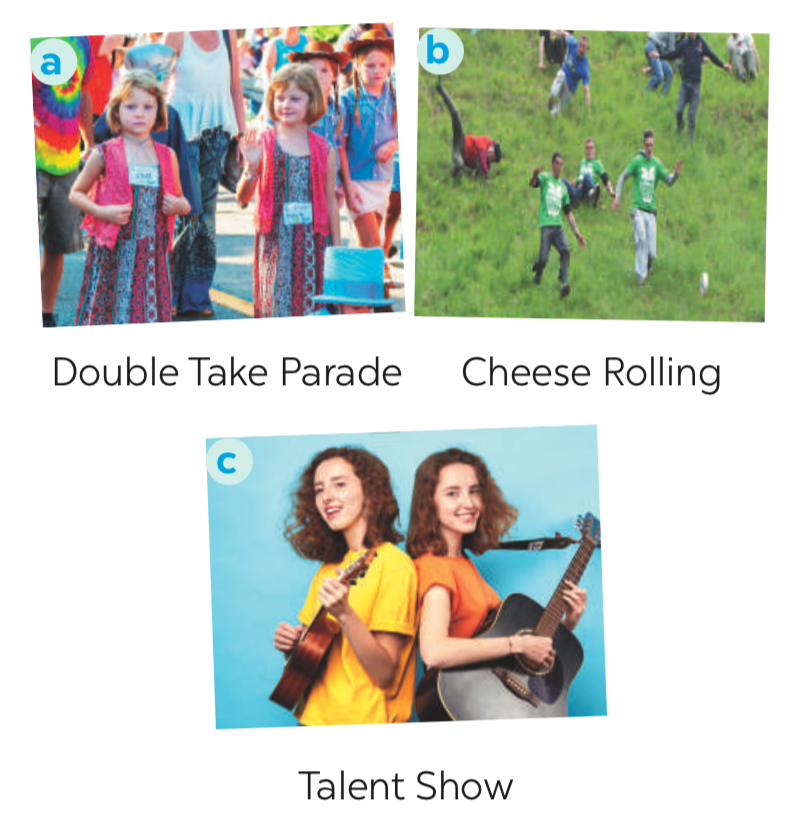 a
b
Double Take Parade
Cheese Rolling
c
Talent Show